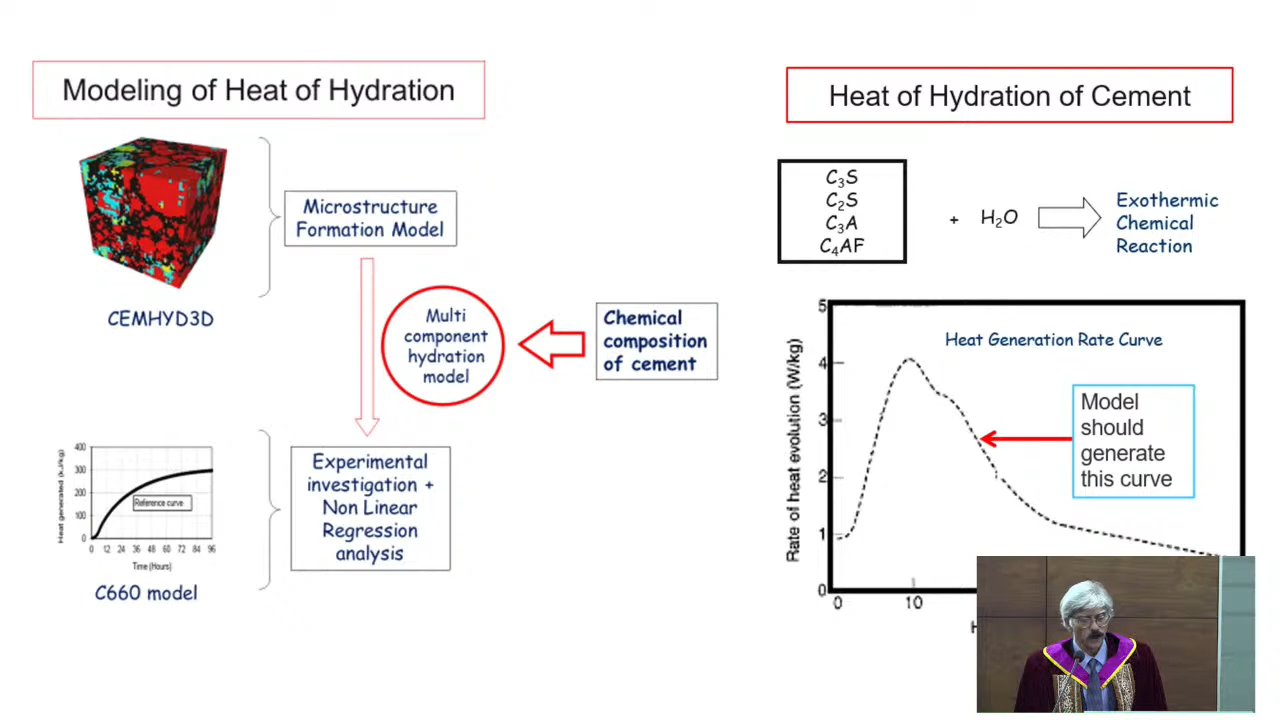 Modeling of Heat of Hydration
Microstructure
Formation Model
CEMHYD3D
Multi
component
hydration
model
Chemical
composition
of cement
Heat generated (kJ/kg)
400
300
200
100
0
Reference curve
0 12 24 36 48 60 72 84 96
Time (Hours)
C660 model
Experimental
investigation +
Non Linear
Regression
analysis
Heat of Hydration of Cement
C₃S
C₂S
C₃A
C₄AF
+ H₂O
Exothermic
Chemical
Reaction
Heat Generation Rate Curve
Rate of heat evolution (W/kg)
5
4
3
2
1
0
0 10
Model
should
generate
this curve